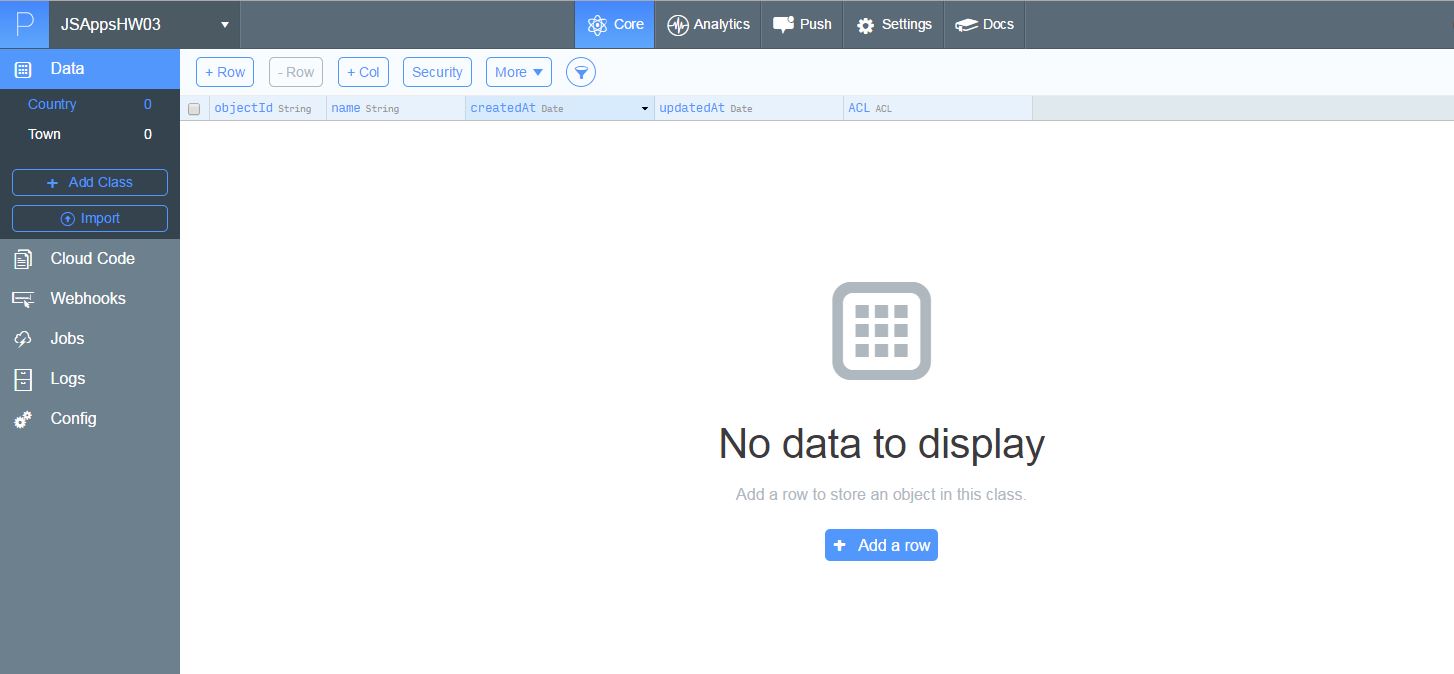 P JSAppsHW03 Core Analytics Push Settings Docs
Data
Country 0
Town 0
+ Add Class
Import
Cloud Code
Webhooks
Jobs
Logs
Config
+ Row - Row + Col Security More
objectId String name String createdAt Date updatedAt Date ACL ACL
No data to display
Add a row to store an object in this class.
+ Add a row